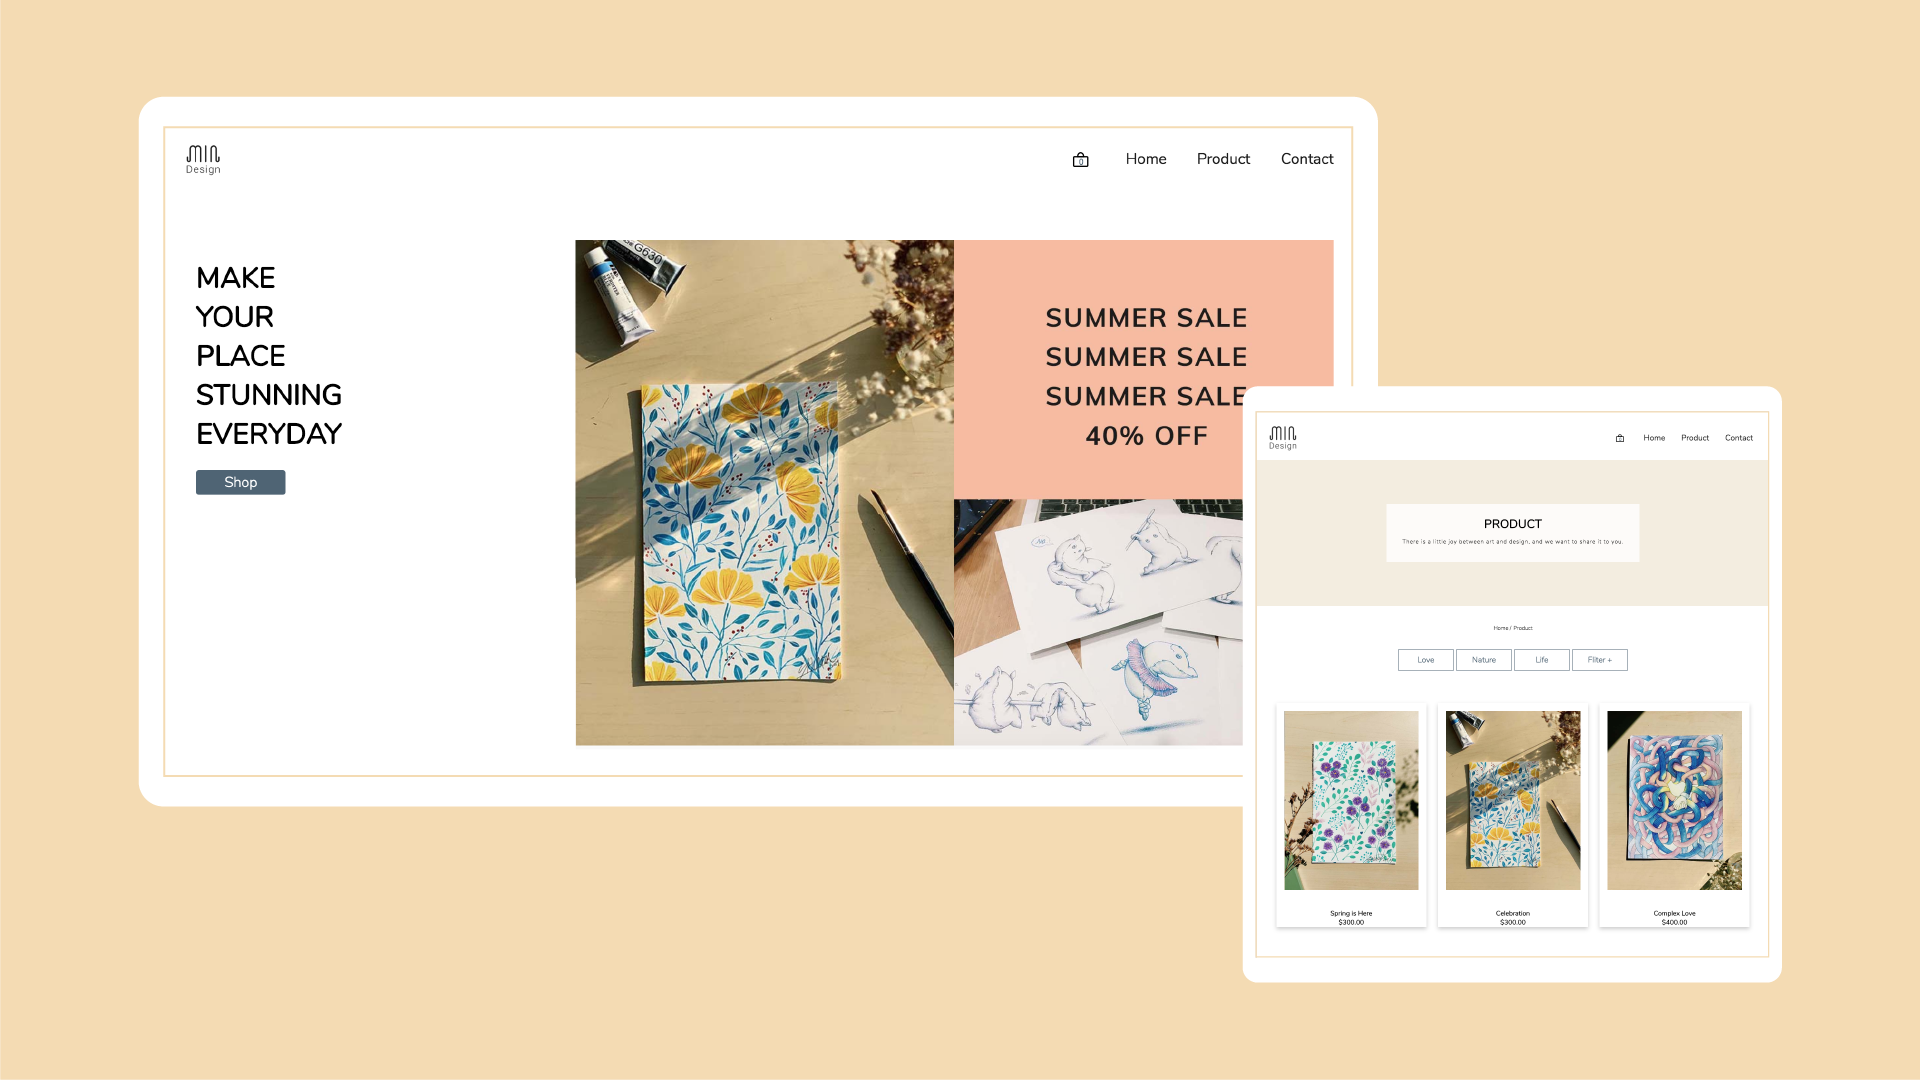 MIN
Design
0
Home
Product
Contact
MAKE
YOUR
PLACE
STUNNING
EVERYDAY
Shop
G630
SUMMER SALE
SUMMER SALE
SUMMER SALE
40% OFF
MIN
Design
Home
Product
Contact
PRODUCT
There is a little joy between art and design, and we want to share it to you.
Home / Product
Love
Nature
Life
Filter +
Spring is Here
$300.00
Celebration
$300.00
Complex Love
$400.00